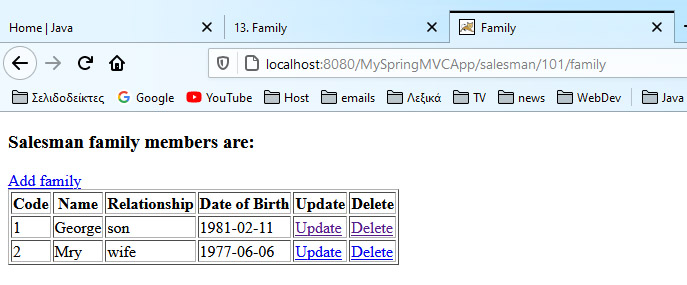 Home | Java
13. Family
Family
localhost:8080/MySpringMVCApp/salesman/101/family
Σελιδοδείκτες Google YouTube Host emails Λεξικά TV news WebDev Java
Salesman family members are:
Add family
Code Name Relationship Date of Birth Update Delete
1 George son 1981-02-11 Update Delete
2 Mry wife 1977-06-06 Update Delete